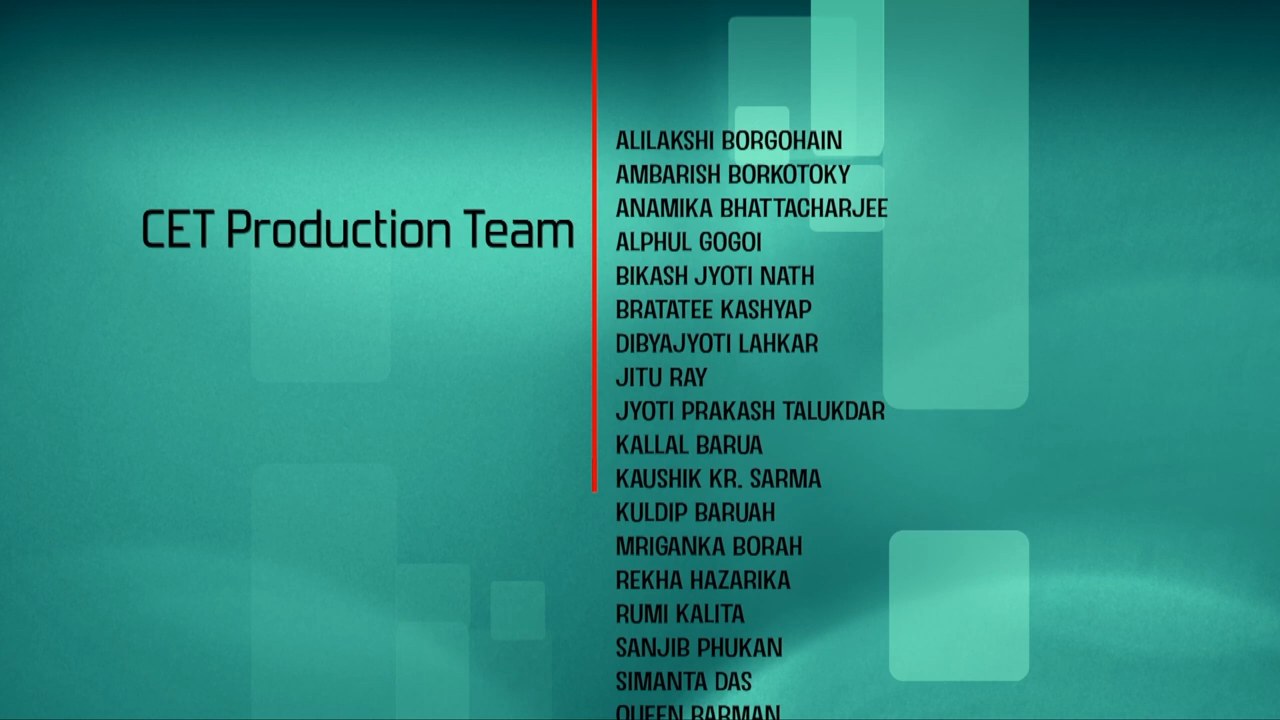 CET Production Team
ALILAKSHI BORGOHAIN
AMBARISH BORKOTOKY
ANAMIKA BHATTACHARJEE
ALPHUL GOGOI
BIKASH JYOTI NATH
BRATATEE KASHYAP
DIBYAJYOTI LAHKAR
JITU RAY
JYOTI PRAKASH TALUKDAR
KALLAL BARUA
KAUSHIK KR. SARMA
KULDIP BARUAH
MRIGANKA BORAH
REKHA HAZARIKA
RUMI KALITA
SANJIB PHUKAN
SIMANTA DAS
QUEEN BARMAN